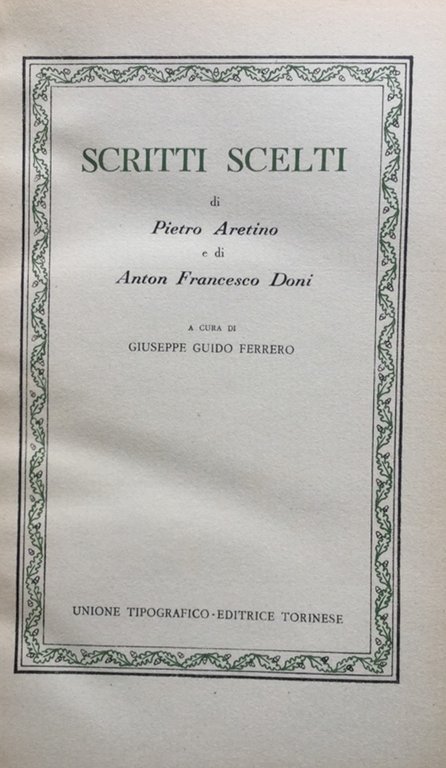 SCRITTI SCELTI
di
Pietro Aretino
e di
Anton Francesco Doni
A CURA DI
GIUSEPPE GUIDO FERRERO
UNIONE TIPOGRAFICO-EDITRICE TORINESE